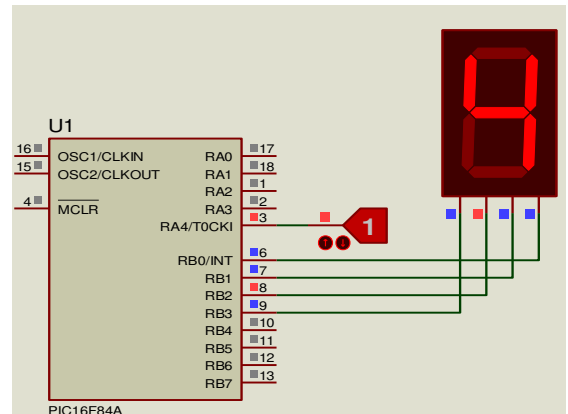 U1
16 OSC1/CLKIN RA0 17
15 OSC2/CLKOUT RA1 18
RA2 1
4 MCLR RA3 2
RA4/T0CKI 3 1
RB0/INT 6
RB1 7
RB2 8
RB3 9
RB4 10
RB5 11
RB6 12
RB7 13
PIC16F84A
4